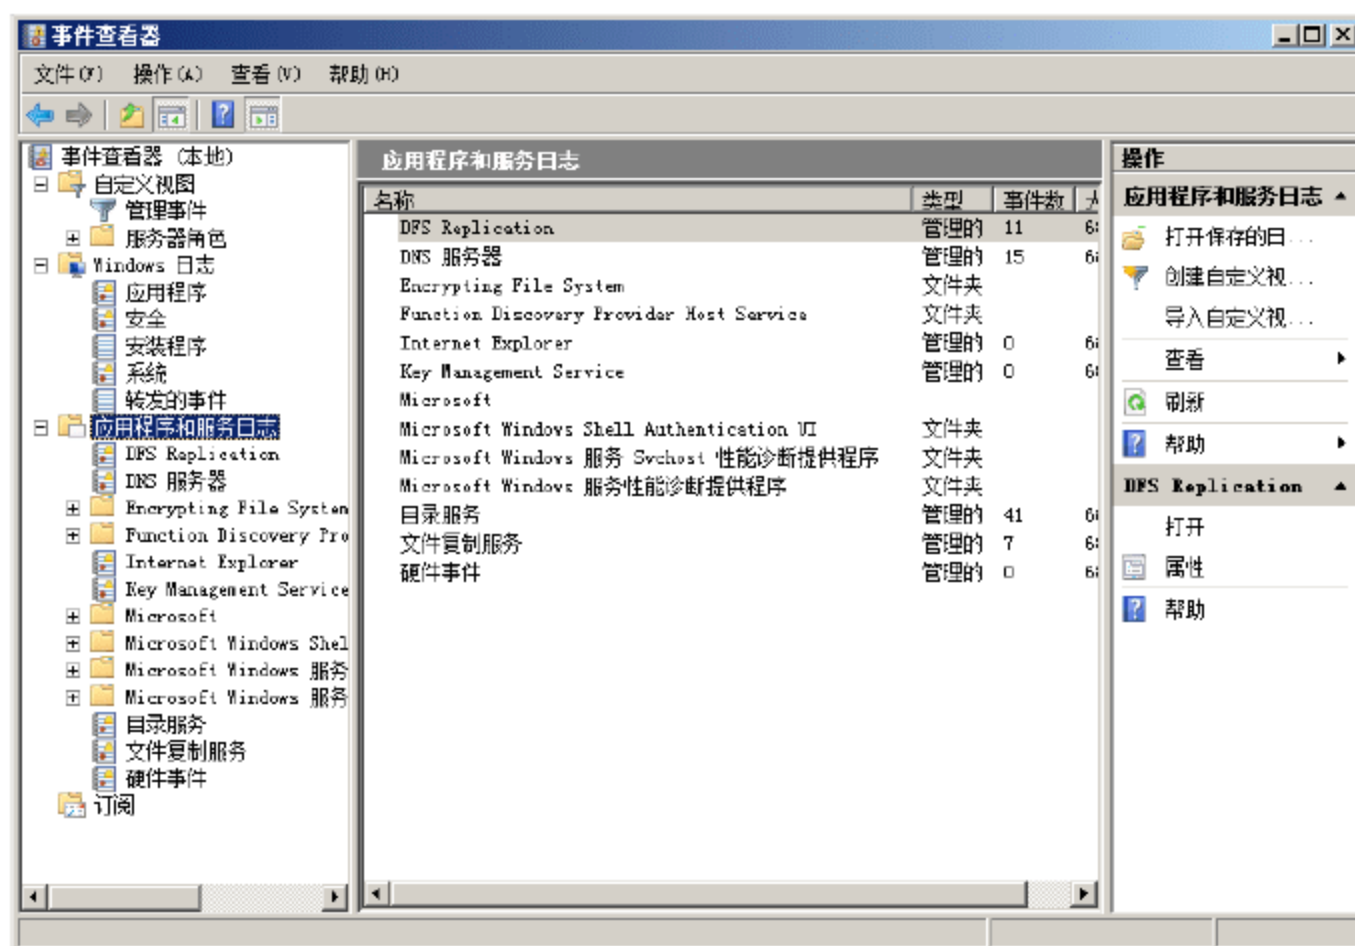 事件查看器
文件(F) 操作(A) 查看(V) 帮助(H)
事件查看器 (本地)
自定义视图
管理事件
服务器角色
Windows 日志
应用程序
安全
安装程序
系统
转发的事件
应用程序和服务日志
DFS Replication
DNS 服务器
Encrypting File System
Function Discovery Pro
Internet Explorer
Key Management Service
Microsoft
Microsoft Windows Shel
Microsoft Windows 服务
Microsoft Windows 服务
目录服务
文件复制服务
硬件事件
订阅
应用程序和服务日志
名称 类型 事件数
DFS Replication 管理的 11
DNS 服务器 管理的 15
Encrypting File System 文件夹
Function Discovery Provider Host Service 文件夹
Internet Explorer 管理的 0
Key Management Service 管理的 0
Microsoft
Microsoft Windows Shell Authentication UI 文件夹
Microsoft Windows 服务 Svchost 性能诊断提供程序 文件夹
Microsoft Windows 服务性能诊断提供程序 文件夹
目录服务 管理的 41
文件复制服务 管理的 7
硬件事件 管理的 0
操作
应用程序和服务日志
打开保存的日...
创建自定义视...
导入自定义视...
查看
刷新
帮助
DFS Replication
打开
属性
帮助